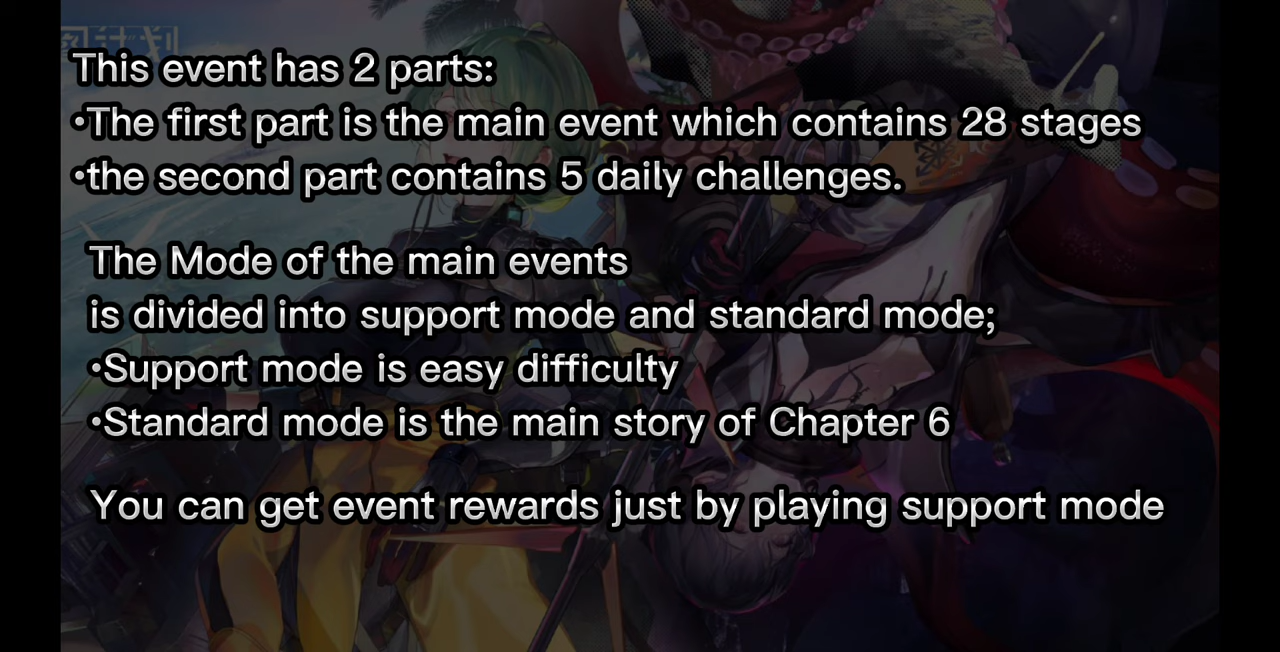 This event has 2 parts:
•The first part is the main event which contains 28 stages
•the second part contains 5 daily challenges.
The Mode of the main events
is divided into support mode and standard mode;
•Support mode is easy difficulty
•Standard mode is the main story of Chapter 6
You can get event rewards just by playing support mode